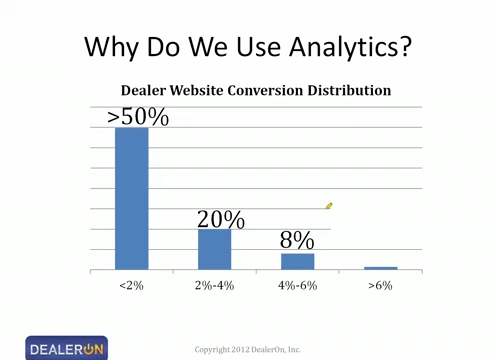 Why Do We Use Analytics?
Dealer Website Conversion Distribution
>50%
20%
8%
<2% 2%-4% 4%-6% >6%
DEALERON
Copyright 2012 DealerOn, Inc.